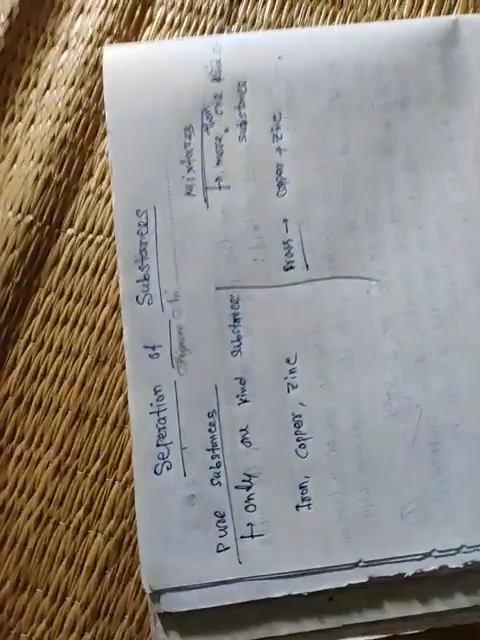 Seperation of Substances
Pure substances
↳ only one kind substance
Iron, copper, zinc
Mixtures
↳ more than one kind
substance
Brass → copper + zinc